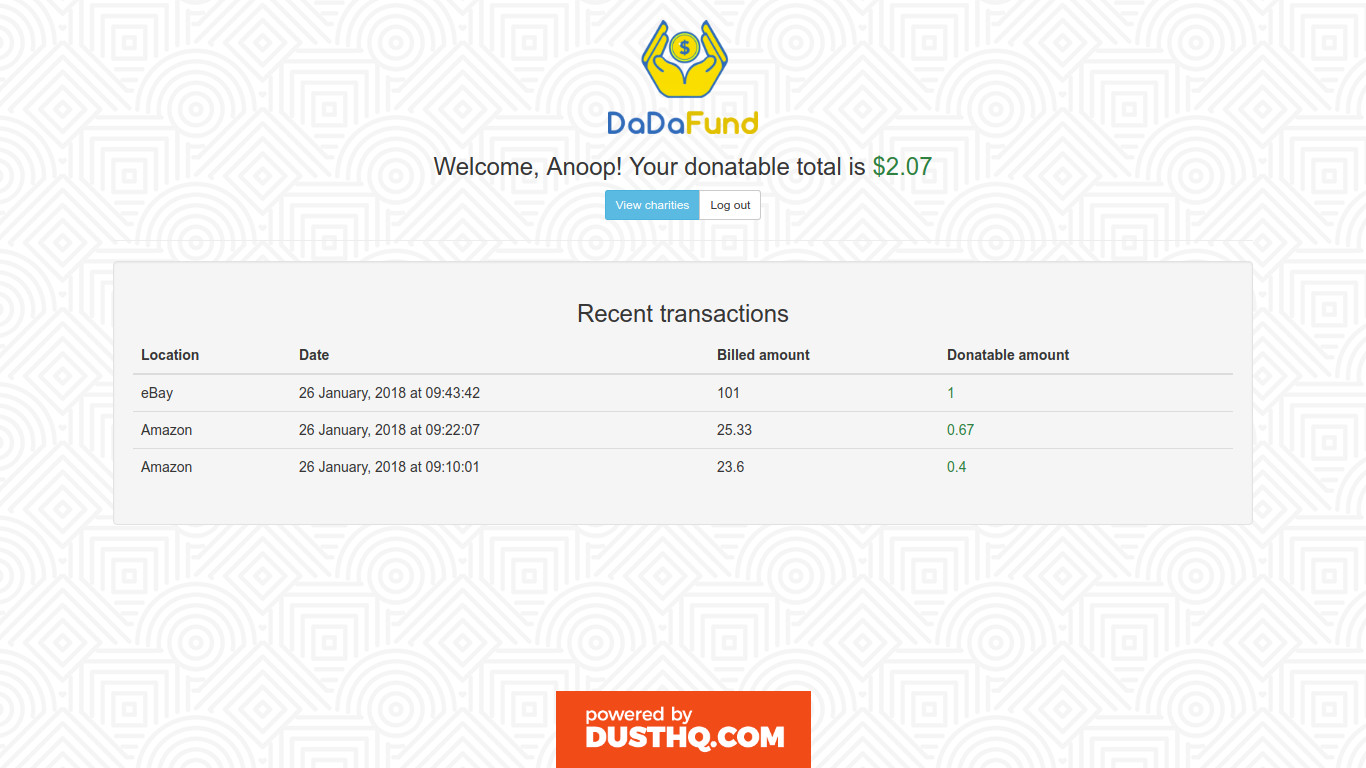 $
DaDaFund
Welcome, Anoop! Your donatable total is $2.07
View charities Log out
Recent transactions
Location Date Billed amount Donatable amount
eBay 26 January, 2018 at 09:43:42 101 1
Amazon 26 January, 2018 at 09:22:07 25.33 0.67
Amazon 26 January, 2018 at 09:10:01 23.6 0.4
powered by
DUSTHQ.COM